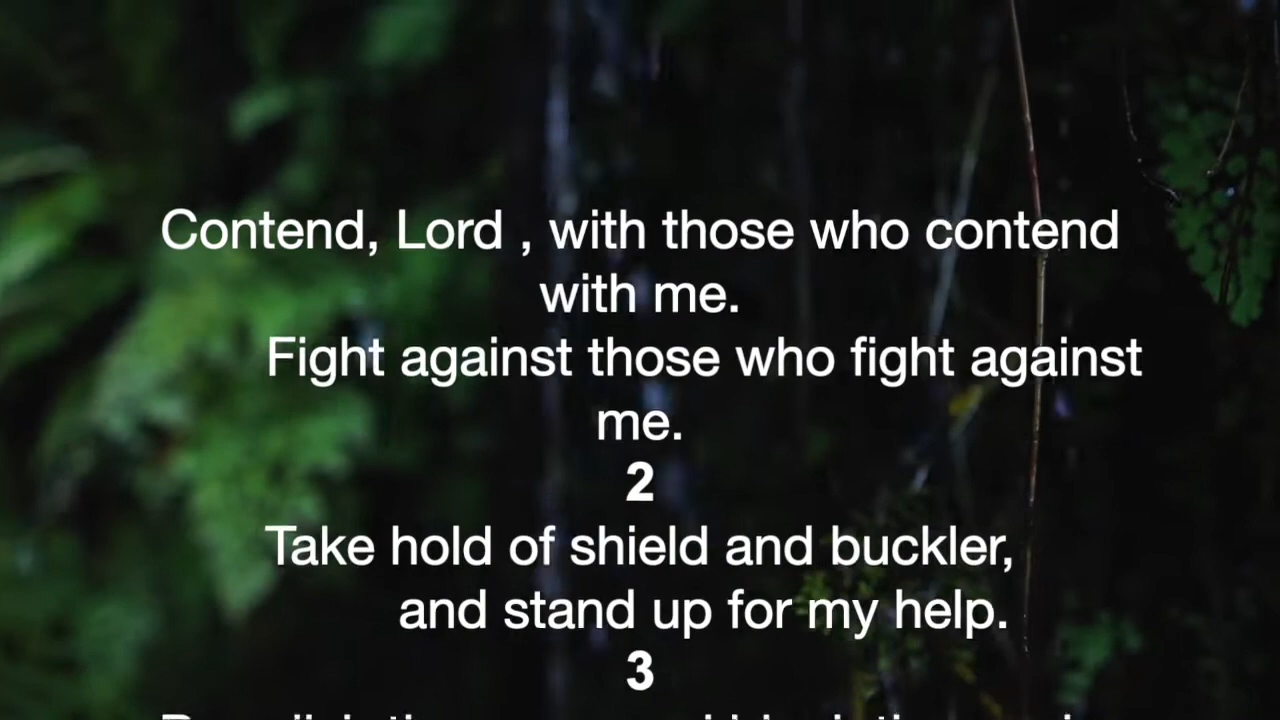 Contend, Lord , with those who contend
with me.
Fight against those who fight against
me.
2
Take hold of shield and buckler,
and stand up for my help.
3